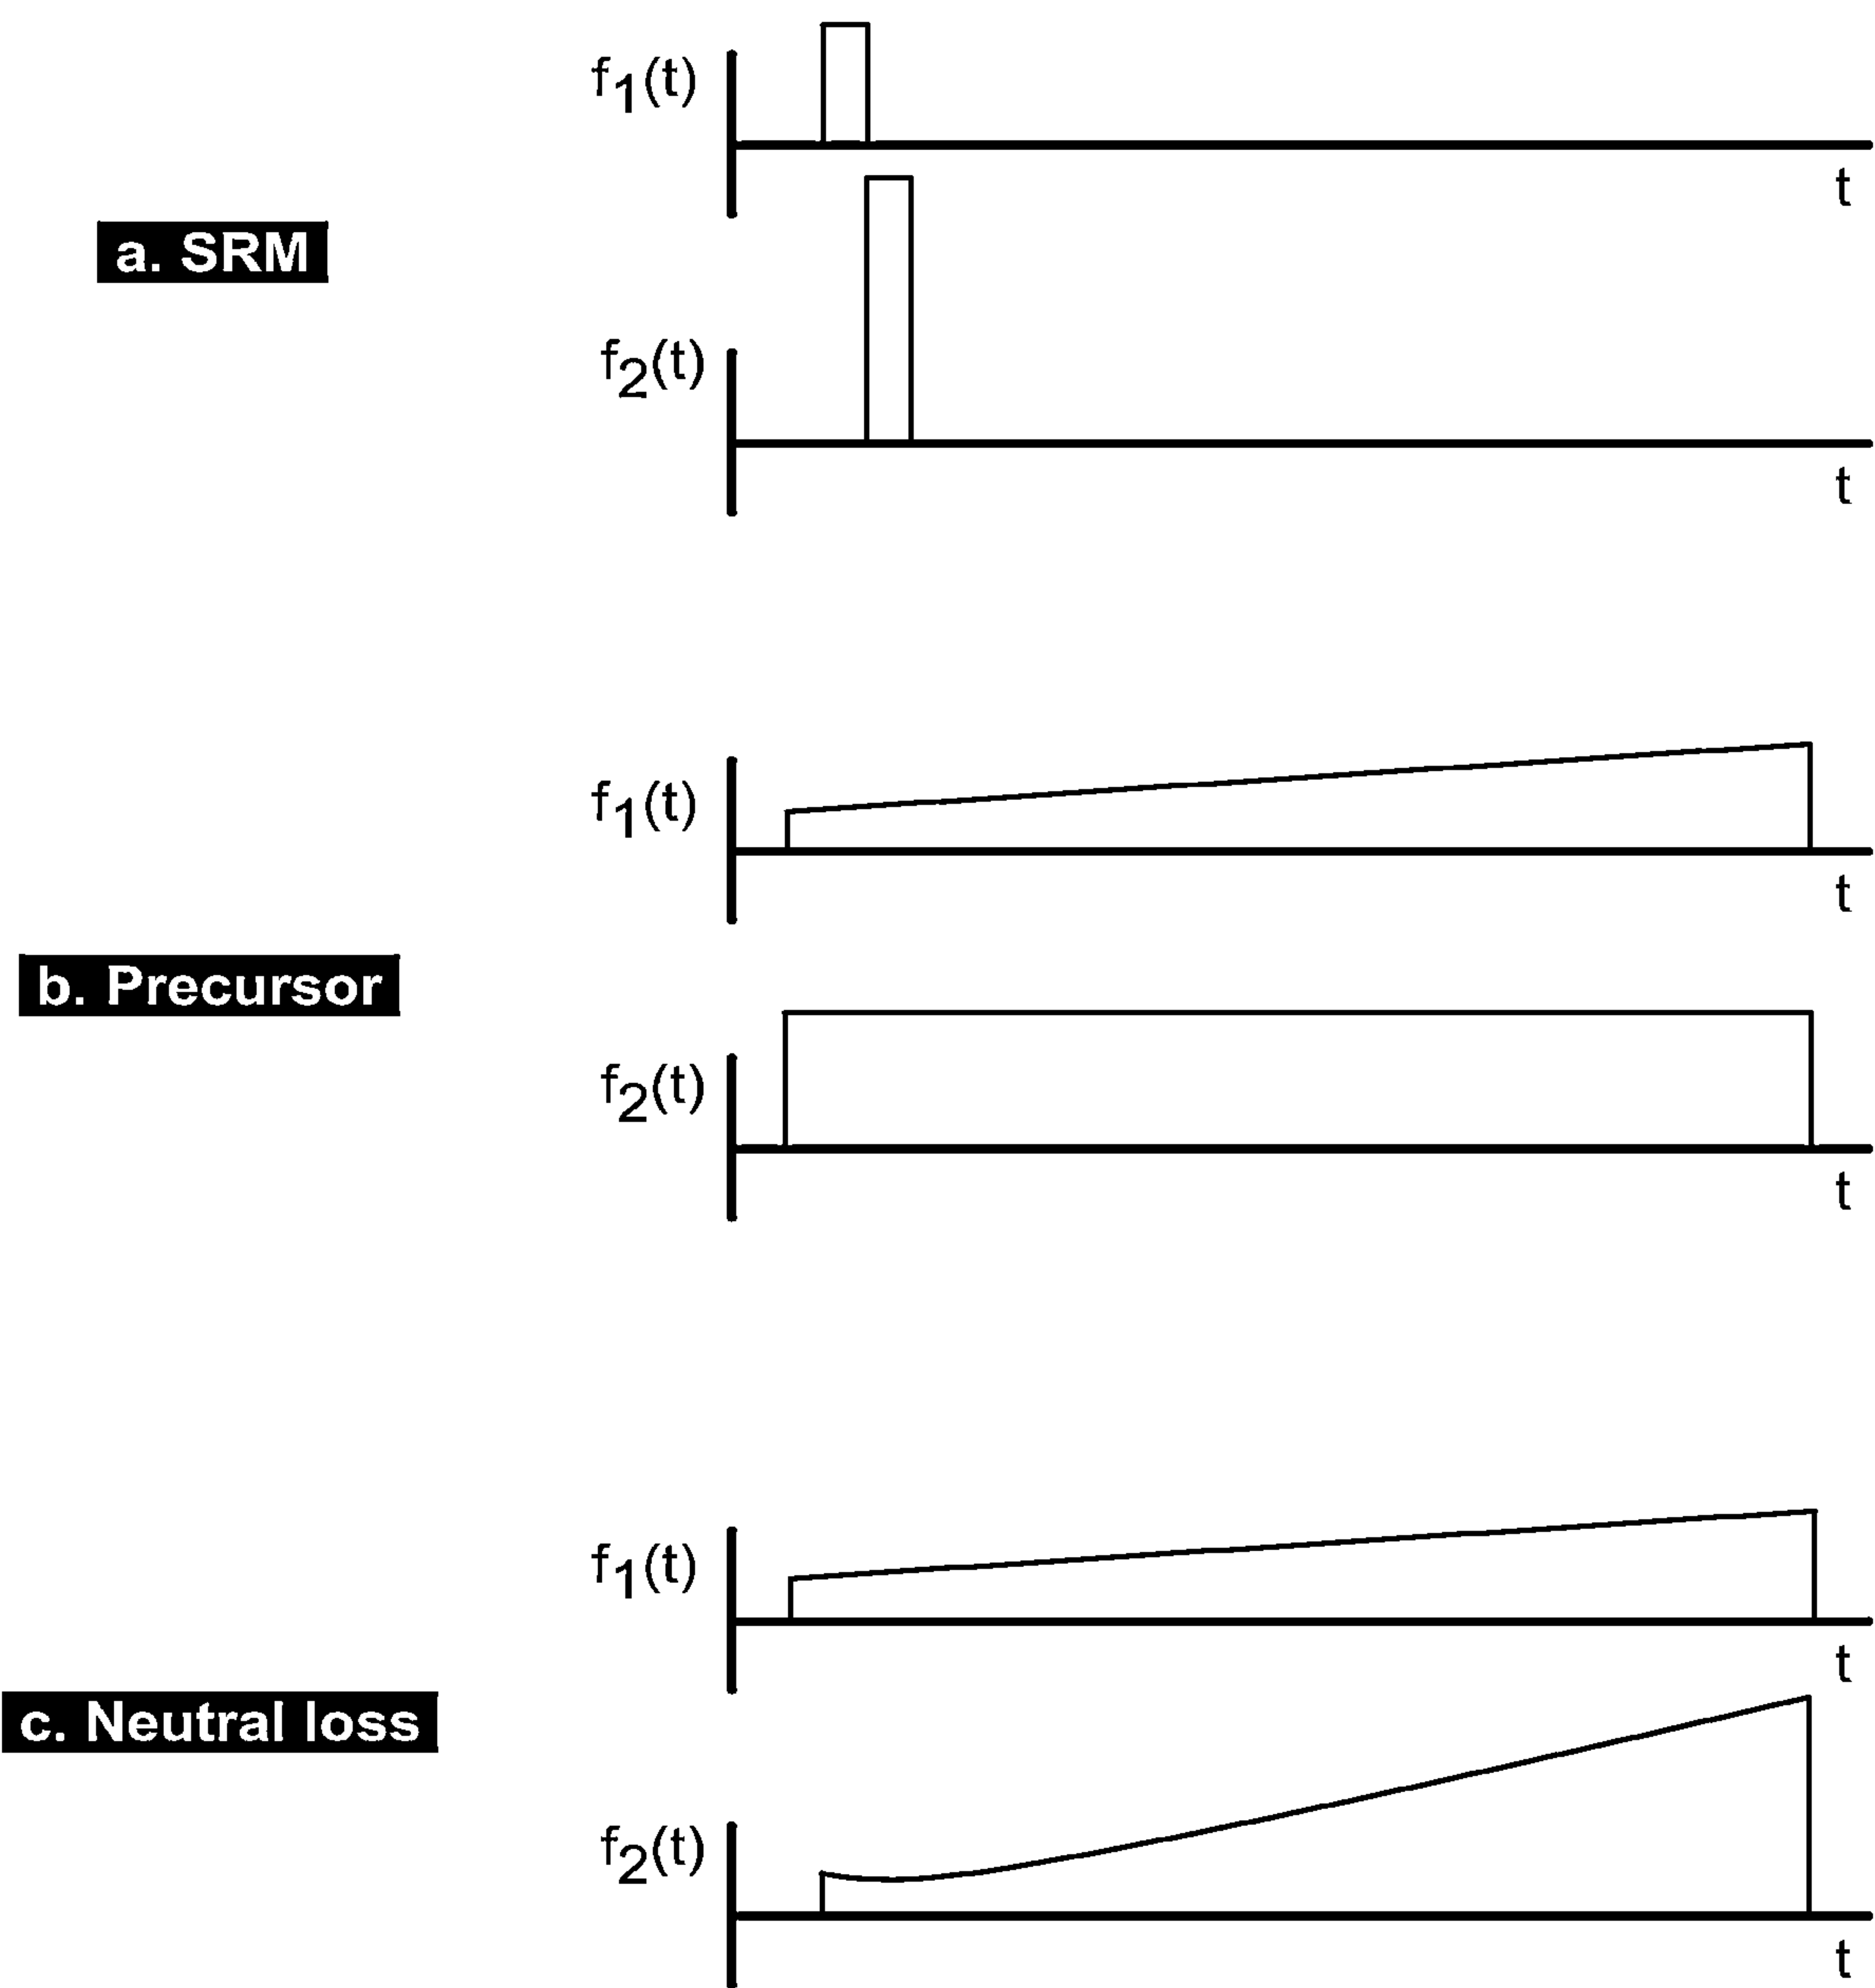 f1(t)
t
a. SRM
f2(t)
t
f1(t)
t
b. Precursor
f2(t)
t
f1(t)
t
c. Neutral loss
f2(t)
t